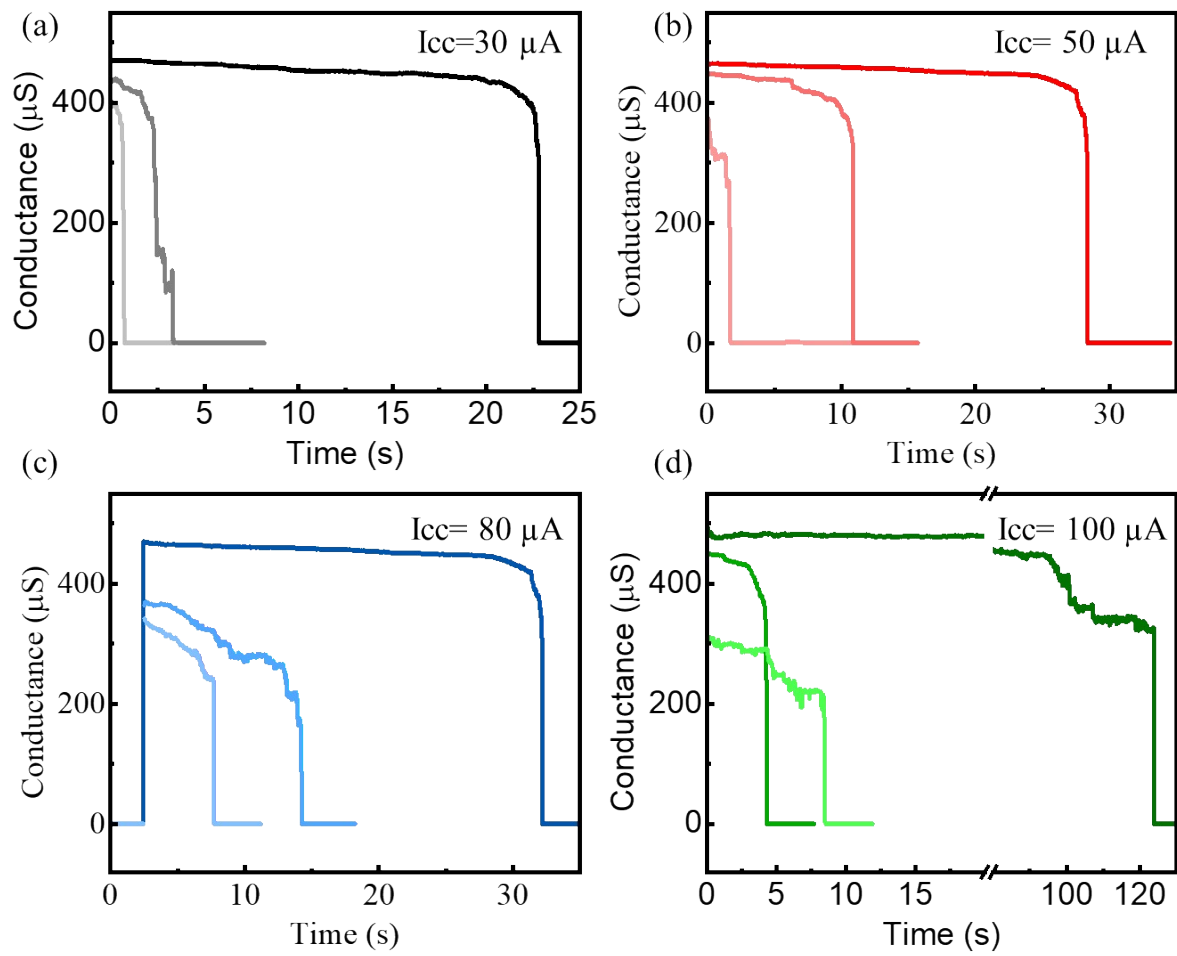 (a)
Icc=30 µA
Conductance (µS)
400
200
0
0 5 10 15 20 25
Time (s)
(b)
Icc= 50 µA
Conductance (µS)
400
200
0
0 10 20 30
Time (s)
(c)
Icc= 80 µA
Conductance (µS)
400
200
0
0 10 20 30
Time (s)
(d)
Icc= 100 µA
Conductance (µS)
400
200
0
0 5 10 15 100 120
Time (s)